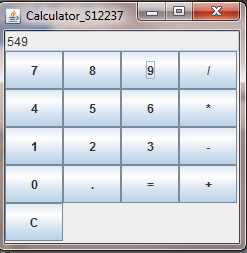 Calculator_S12237
549
7 8 9 /
4 5 6 *
1 2 3 -
0 . = +
C